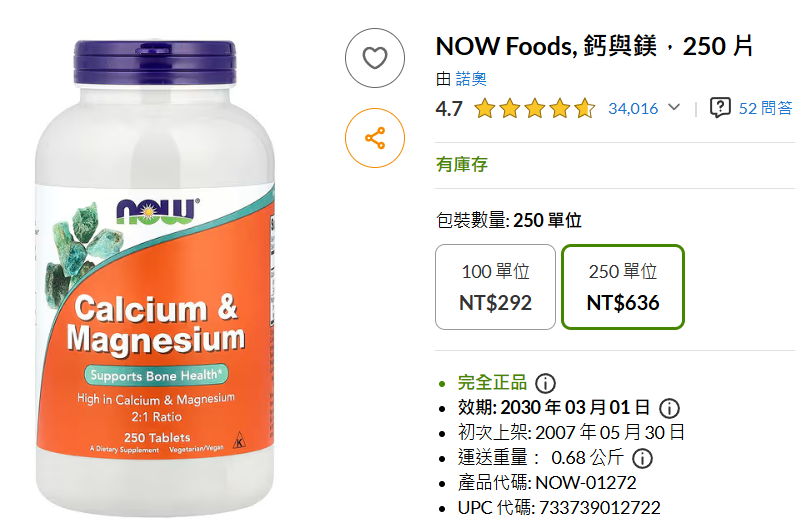 NOW Foods, 鈣與鎂，250 片
由 諾奧
4.7 34,016 52 問答
有庫存
包裝數量: 250 單位
100 單位 250 單位
NT$292 NT$636
完全正品
效期: 2030 年 03 月 01 日
初次上架: 2007 年 05 月 30 日
運送重量： 0.68 公斤
產品代碼: NOW-01272
UPC 代碼: 733739012722
now®
Calcium &
Magnesium
Supports Bone Health*
High in Calcium & Magnesium
2:1 Ratio
250 Tablets
A Dietary Supplement Vegetarian/Vegan
K